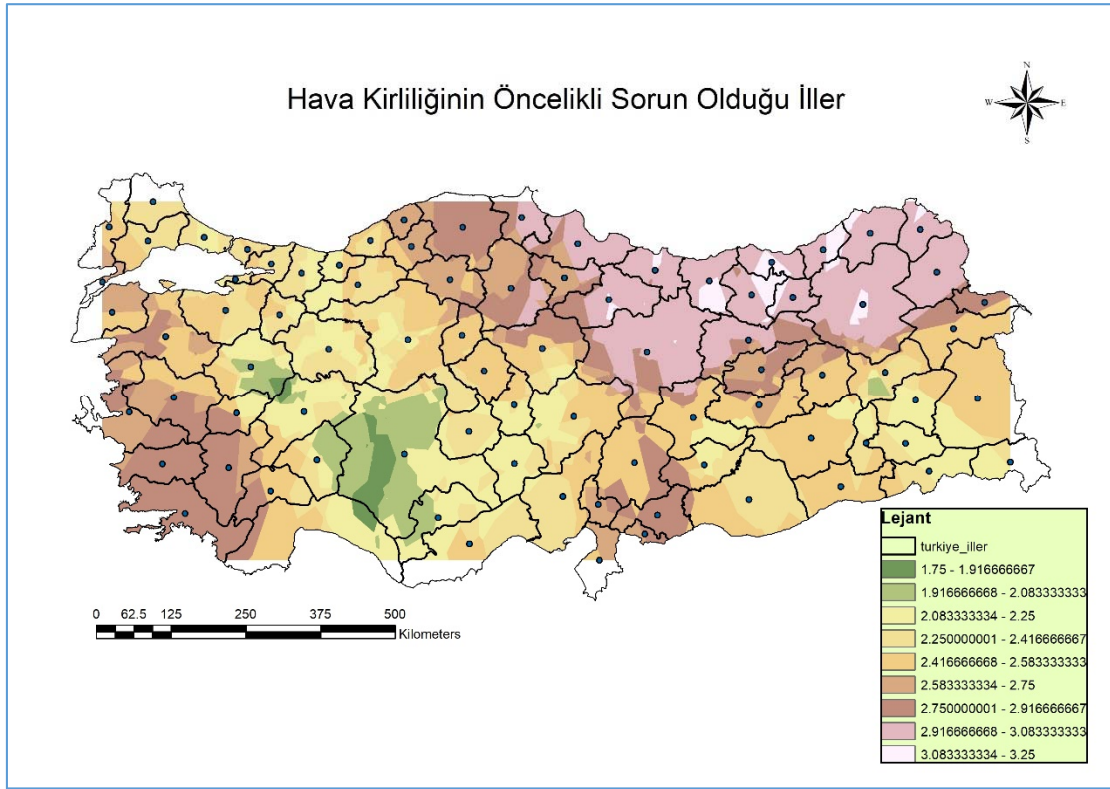 Hava Kirliliğinin Öncelikli Sorun Olduğu İller
N
W E
S
0 62.5 125 250 375 500
Kilometers
Lejant
turkiye_iller
1.75 - 1.916666667
1.916666668 - 2.083333333
2.083333334 - 2.25
2.250000001 - 2.416666667
2.416666668 - 2.583333333
2.583333334 - 2.75
2.750000001 - 2.916666667
2.916666668 - 3.083333333
3.083333334 - 3.25